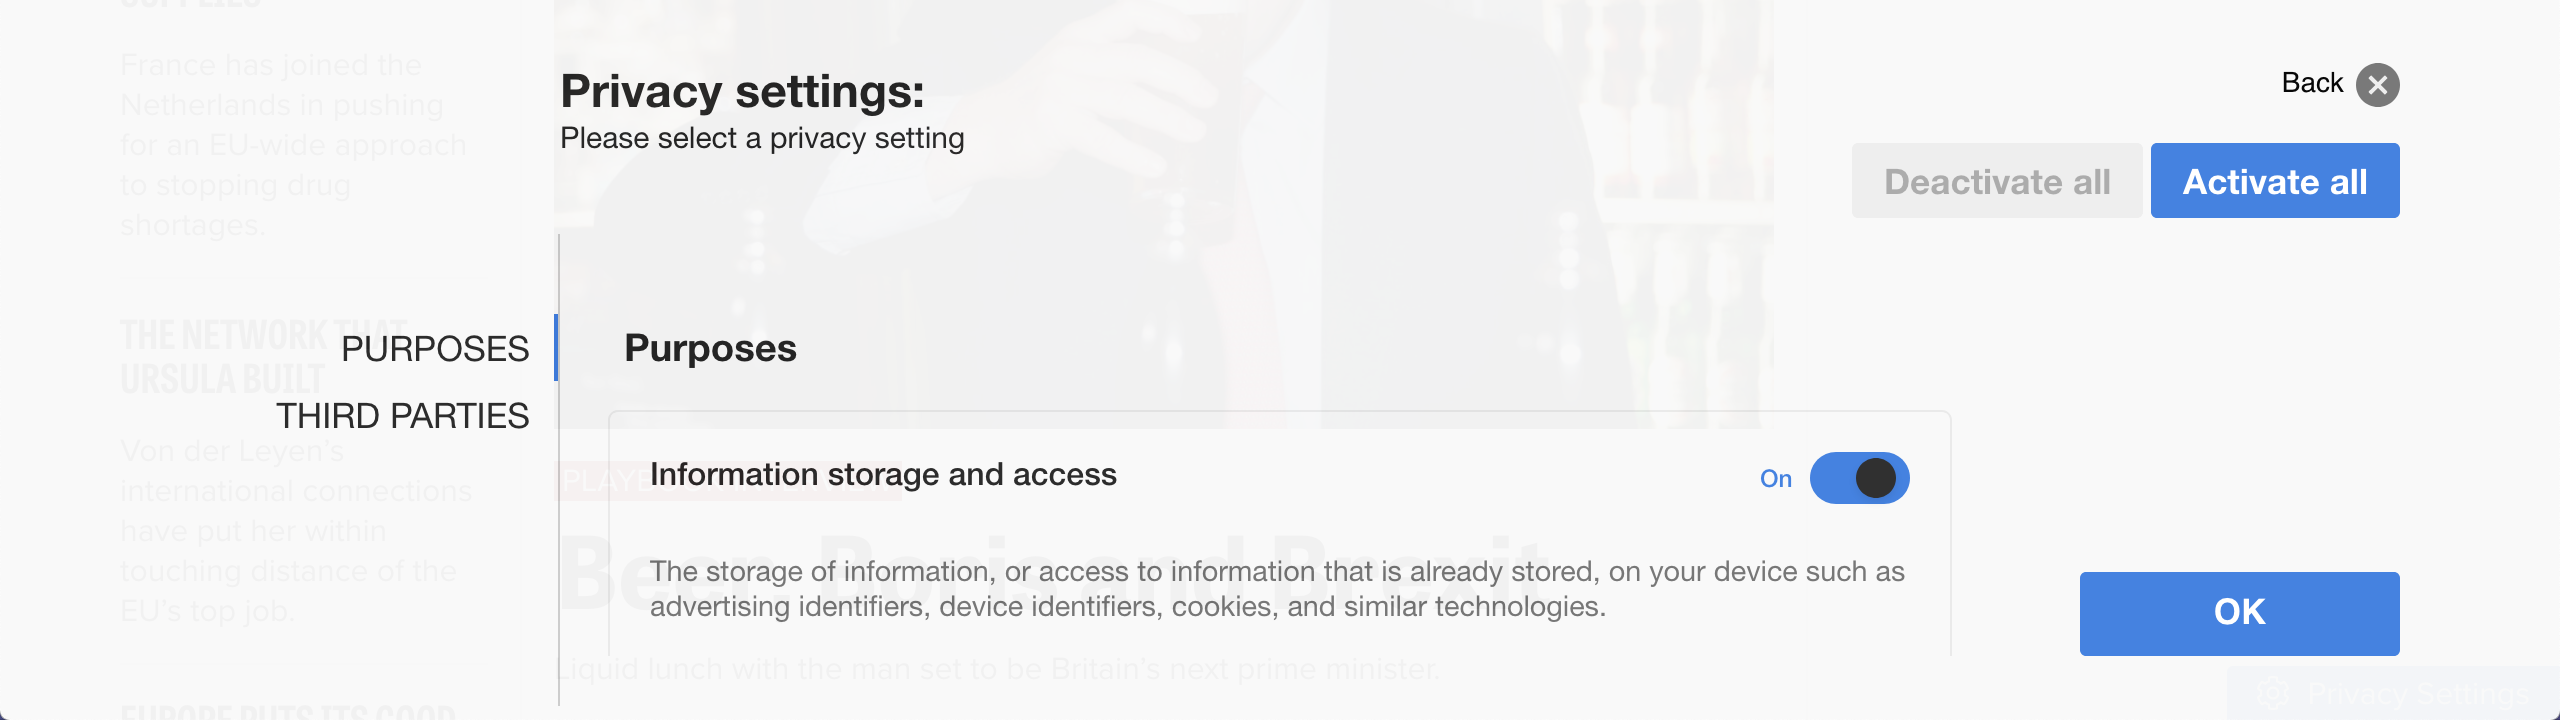 SUPPLIES
France has joined the
Netherlands in pushing
for an EU-wide approach
to stopping drug
shortages.
THE NETWORK THAT
URSULA BUILT
Von der Leyen's
international connections
have put her within
touching distance of the
EU's top job.
EUROPE PUTS ITS GOOD
Privacy settings:
Please select a privacy setting
Back
Deactivate all
Activate all
PURPOSES
THIRD PARTIES
Purposes
Information storage and access
On
The storage of information, or access to information that is already stored, on your device such as
advertising identifiers, device identifiers, cookies, and similar technologies.
OK
Beer, Boris and Brexit
Liquid lunch with the man set to be Britain's next prime minister.
Privacy Settings